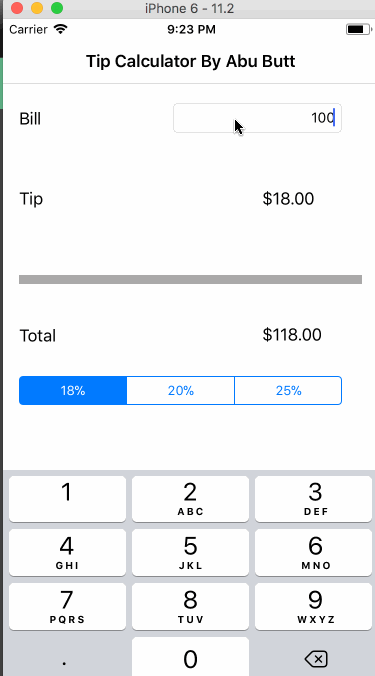 iPhone 6 - 11.2
Carrier 9:23 PM
Tip Calculator By Abu Butt
Bill 100
Tip $18.00
Total $118.00
18% 20% 25%
1 2 3
ABC DEF
4 5 6
GHI JKL MNO
7 8 9
PQRS TUV WXYZ
. 0